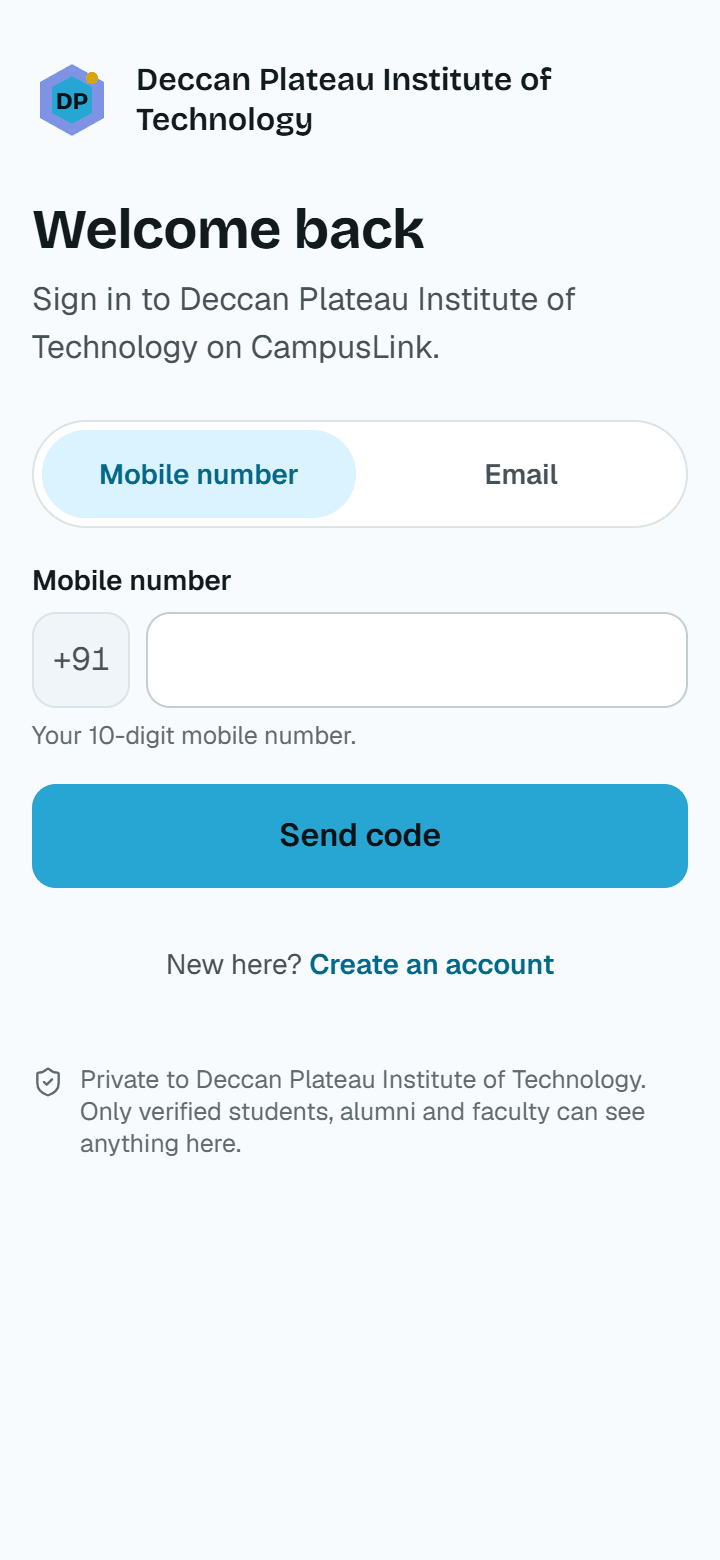 DP
Deccan Plateau Institute of
Technology
Welcome back
Sign in to Deccan Plateau Institute of
Technology on CampusLink.
Mobile number
Email
Mobile number
+91
Your 10-digit mobile number.
Send code
New here? Create an account
Private to Deccan Plateau Institute of Technology.
Only verified students, alumni and faculty can see
anything here.